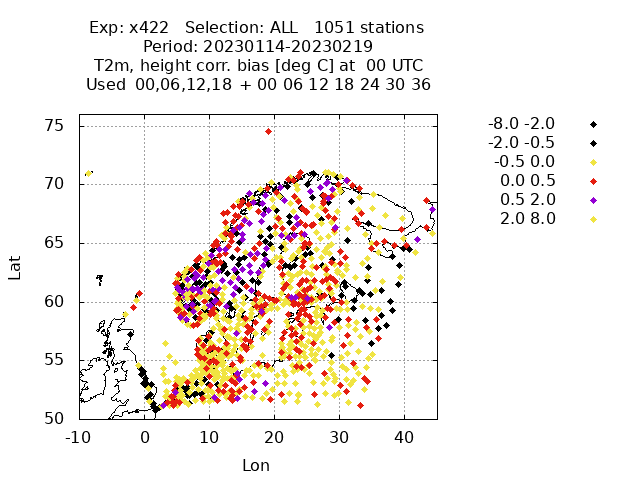 Exp: x422   Selection: ALL   1051 stations
Period: 20230114-20230219
T2m, height corr. bias [deg C] at  00 UTC
Used  00,06,12,18  + 00 06 12 18 24 30 36
-8.0 -2.0
-2.0 -0.5
-0.5 0.0
0.0 0.5
0.5 2.0
2.0 8.0
75
70
65
60
55
50
Lat
-10 0 10 20 30 40
Lon